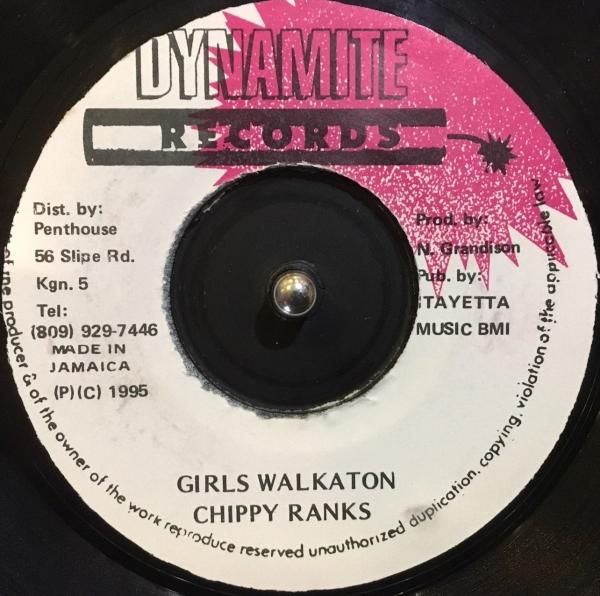 DYNAMITE
RECORDS
Dist. by:
Penthouse
56 Slipe Rd.
Kgn. 5
Tel:
(809) 929-7446
MADE IN
JAMAICA
(P)(C) 1995
Prod. by:
N. Grandison
Pub. by:
MUSIC BMI
GIRLS WALKATON
CHIPPY RANKS
of the producer & of the owner of the work reproduce reserved unauthorized duplication. copying. violation of the applicable law.